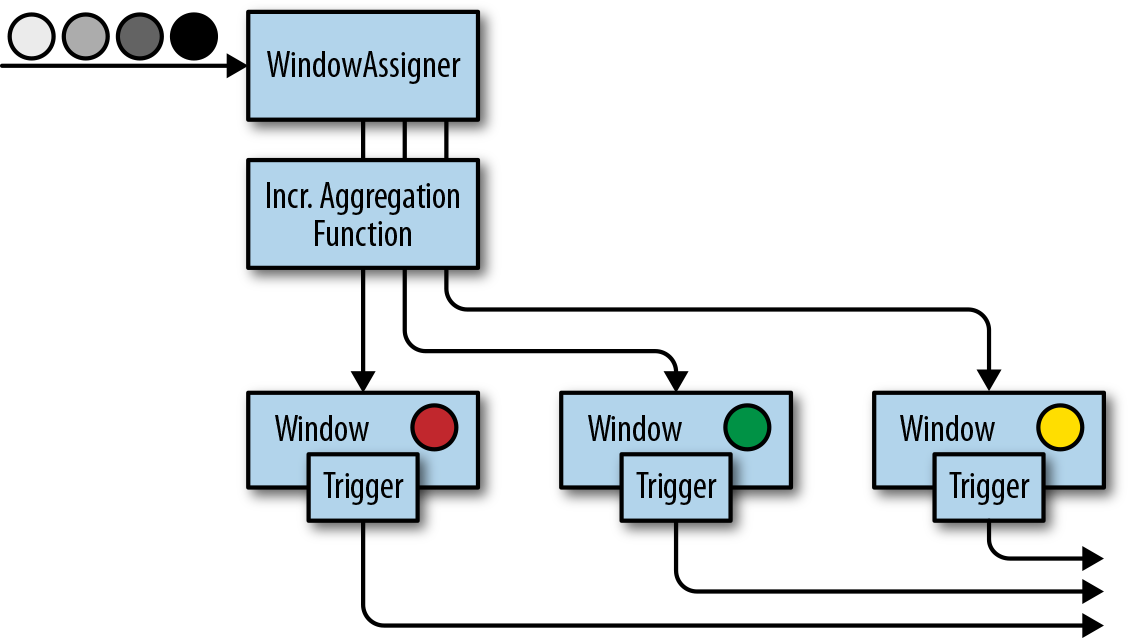 WindowAssigner
Incr. Aggregation
Function
Window
Trigger
Window
Trigger
Window
Trigger